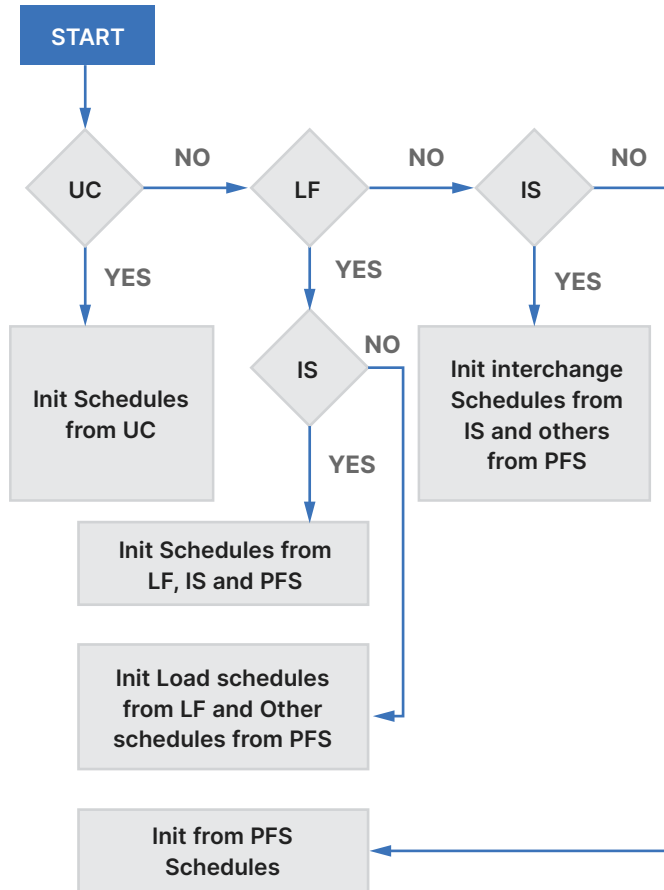 START
NO
NO
NO
UC
LF
IS
YES
YES
YES
Init Schedules
from UC
IS
NO
Init interchange
Schedules from
IS and others
from PFS
YES
Init Schedules from
LF, IS and PFS
Init Load schedules
from LF and Other
schedules from PFS
Init from PFS
Schedules